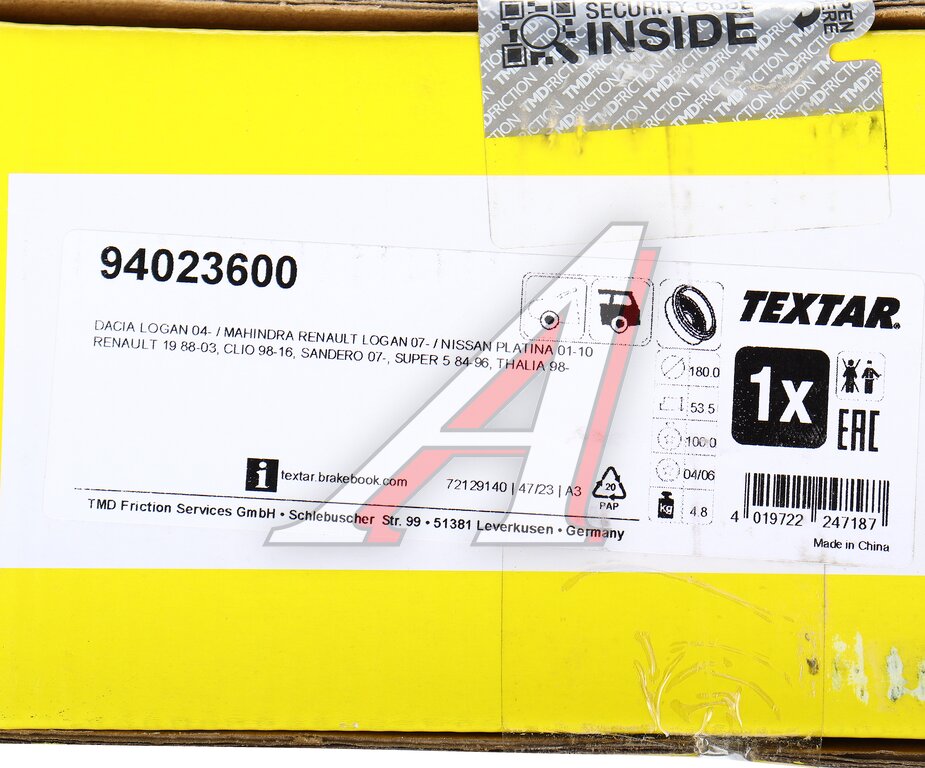 SECURITY CODE
INSIDE
OPEN
HERE
TMDFRICTION
94023600
DACIA LOGAN 04- / MAHINDRA RENAULT LOGAN 07- / NISSAN PLATINA 01-10
RENAULT 19 88-03, CLIO 98-16, SANDERO 07-, SUPER 5 84-96, THALIA 98-
TEXTAR
1x
EAC
180.0
53.5
100.0
04/06
Kg 4.8
i textar.brakebook.com
72129140 | 47/23 | A3
20
PAP
TMD Friction Services GmbH • Schlebuscher Str. 99 • 51381 Leverkusen • Germany
4 019722 247187
Made in China